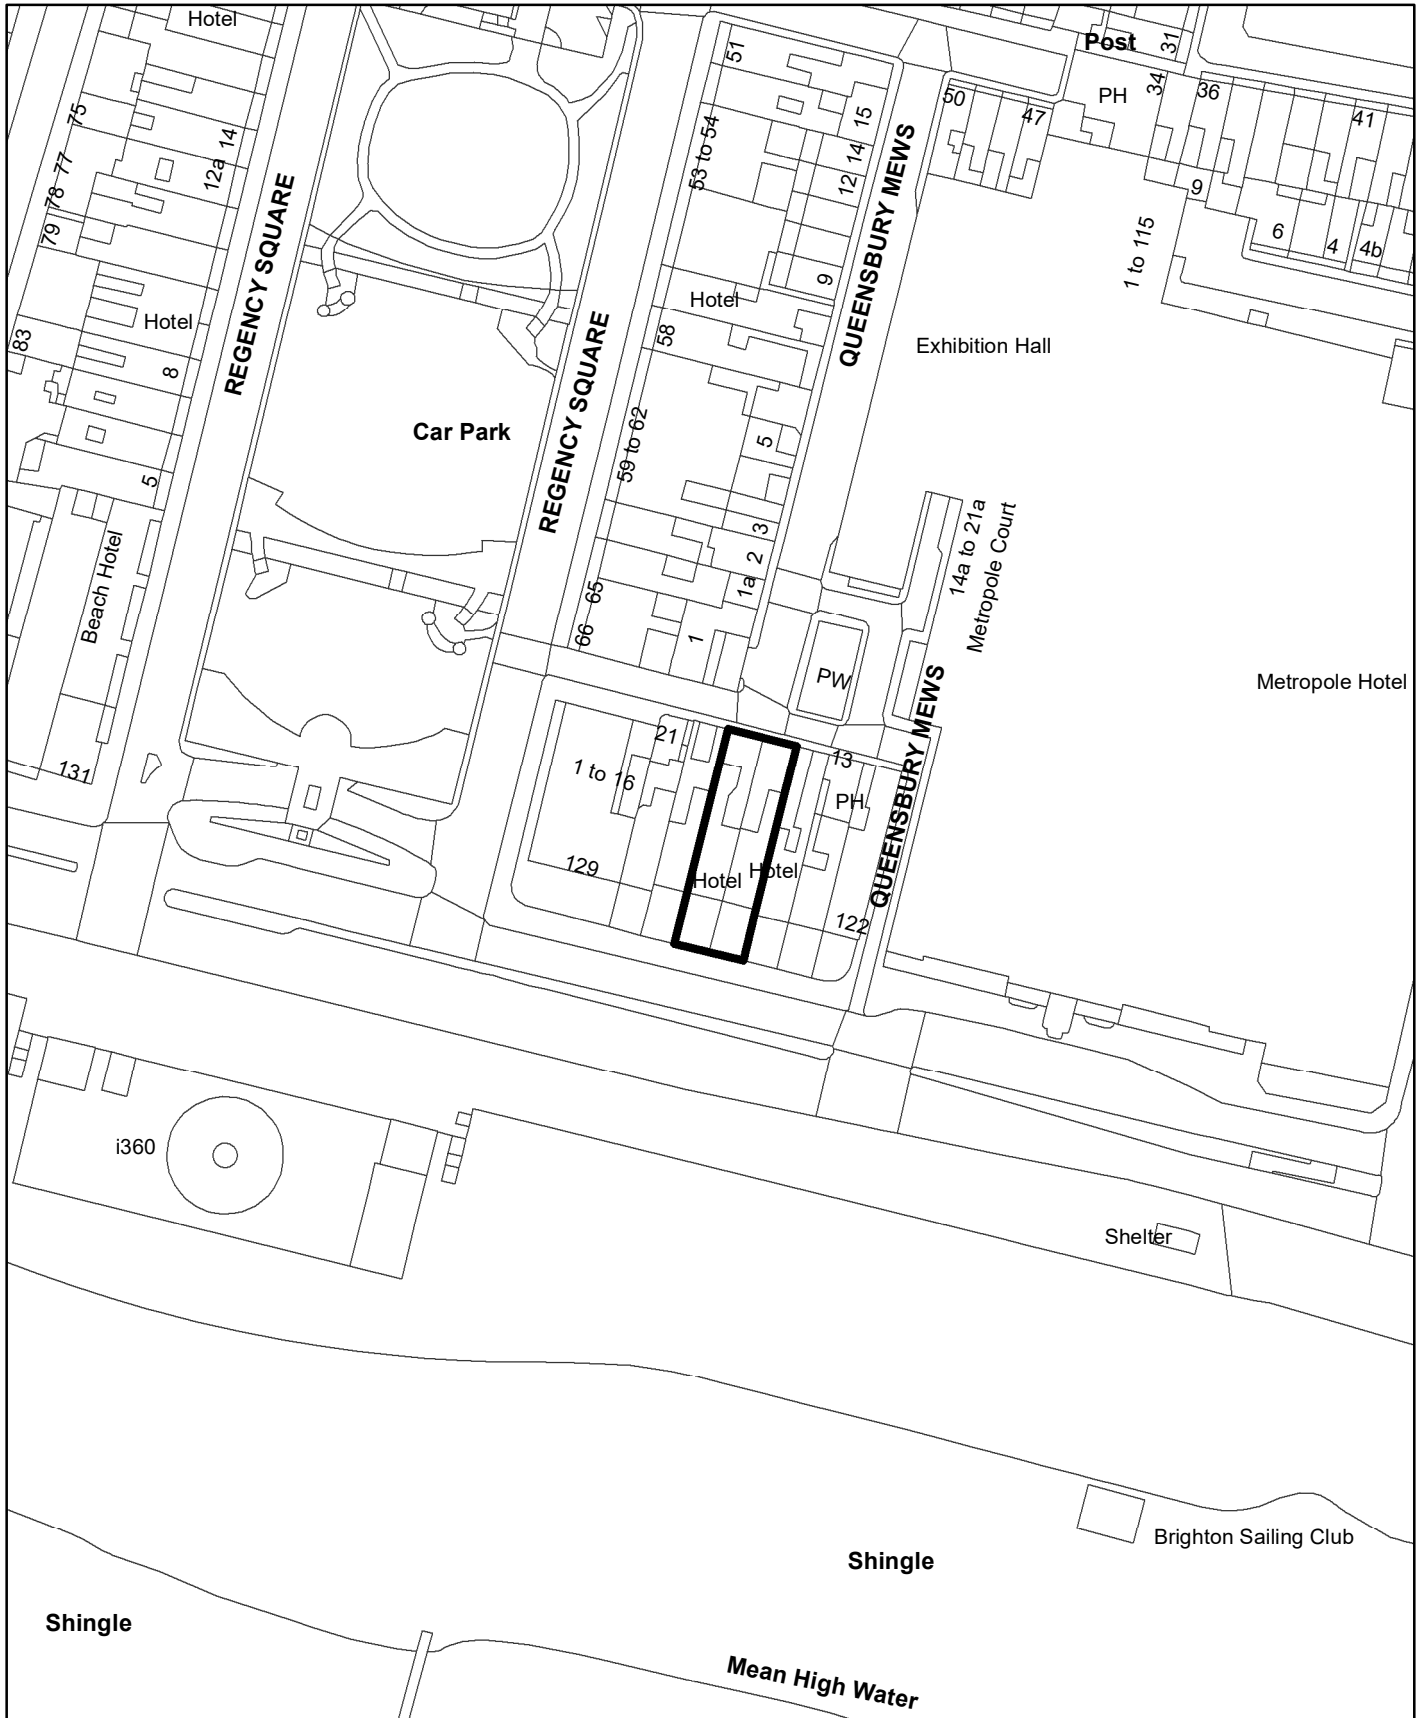 Hotel
Post
31
51
PH
34
36
50
47
41
75
14
12a
77
78
79
53 to 54
15
14
12
9
QUEENSBURY MEWS
9
6
4
4b
1 to 115
REGENCY SQUARE
Hotel
Hotel
58
83
8
Exhibition Hall
REGENCY SQUARE
Car Park
59 to 62
5
5
3
2
1a
14a to 21a
Metropole Court
Beach Hotel
65
66
1
PW
Metropole Hotel
QUEENSBURY MEWS
21
13
131
1 to 16
PH
129
Hotel
Hotel
122
i360
Shelter
Brighton Sailing Club
Shingle
Shingle
Mean High Water